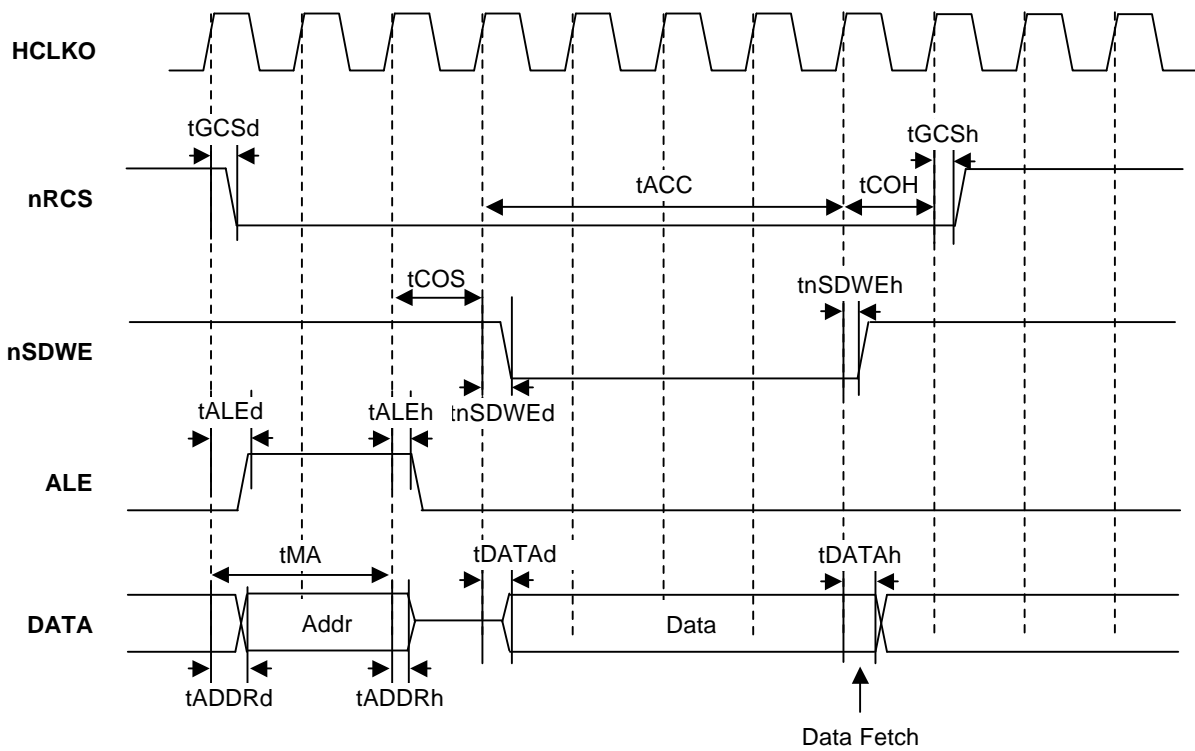 HCLKO
tGCSd
tGCSh
nRCS
tACC
tCOH
tCOS
tnSDWEh
nSDWE
tALEd
tALEh
tnSDWEd
ALE
tMA
tDATAd
tDATAh
DATA
Addr
Data
tADDRd
tADDRh
Data Fetch